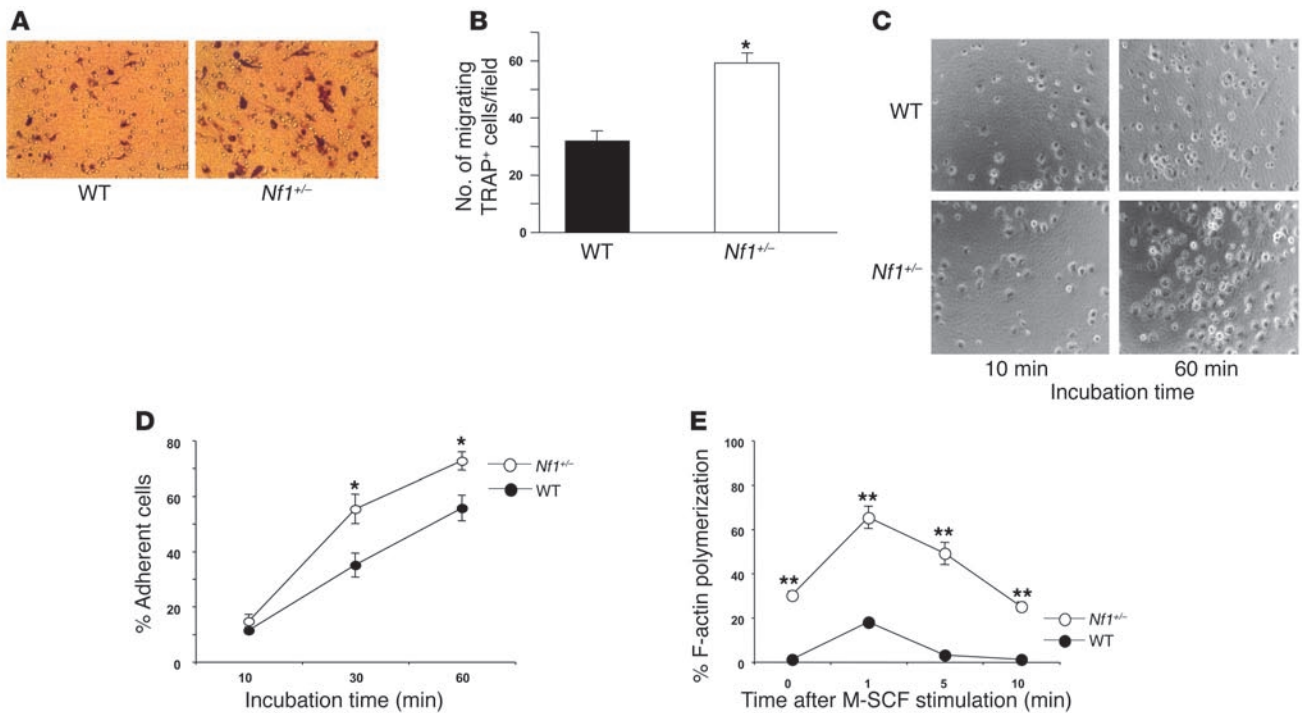 A
WT
Nf1+/–
B
No. of migrating
TRAP+ cells/field
60
40
20
0
*
WT
Nf1+/–
C
WT
Nf1+/–
10 min
60 min
Incubation time
D
% Adherent cells
80
60
40
20
0
*
*
Nf1+/–
WT
10
30
60
Incubation time (min)
E
% F-actin polymerization
100
80
60
40
20
0
**
**
**
**
Nf1+/–
WT
0
1
5
10
Time after M-SCF stimulation (min)